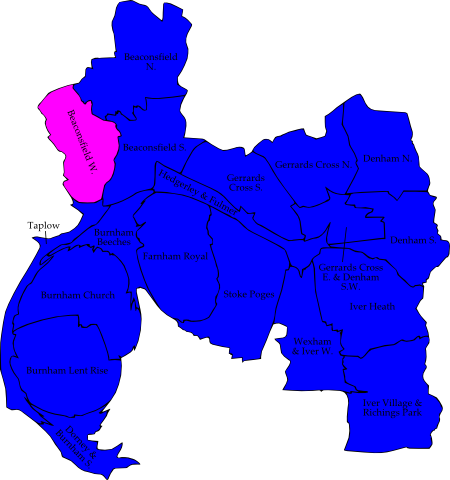 Beaconsfield
N.
Beaconsfield W.
Beaconsfield S.
Gerrards
Cross S.
Gerrards Cross N.
Denham N.
Hedgerley & Fulmer
Taplow
Burnham
Beeches
Farnham Royal
Denham S.
Gerrards Cross
E. & Denham
S.W.
Burnham Church
Stoke Poges
Iver Heath
Wexham
& Iver W.
Burnham Lent Rise
Iver Village &
Richings Park
Dorney &
Burnham S.